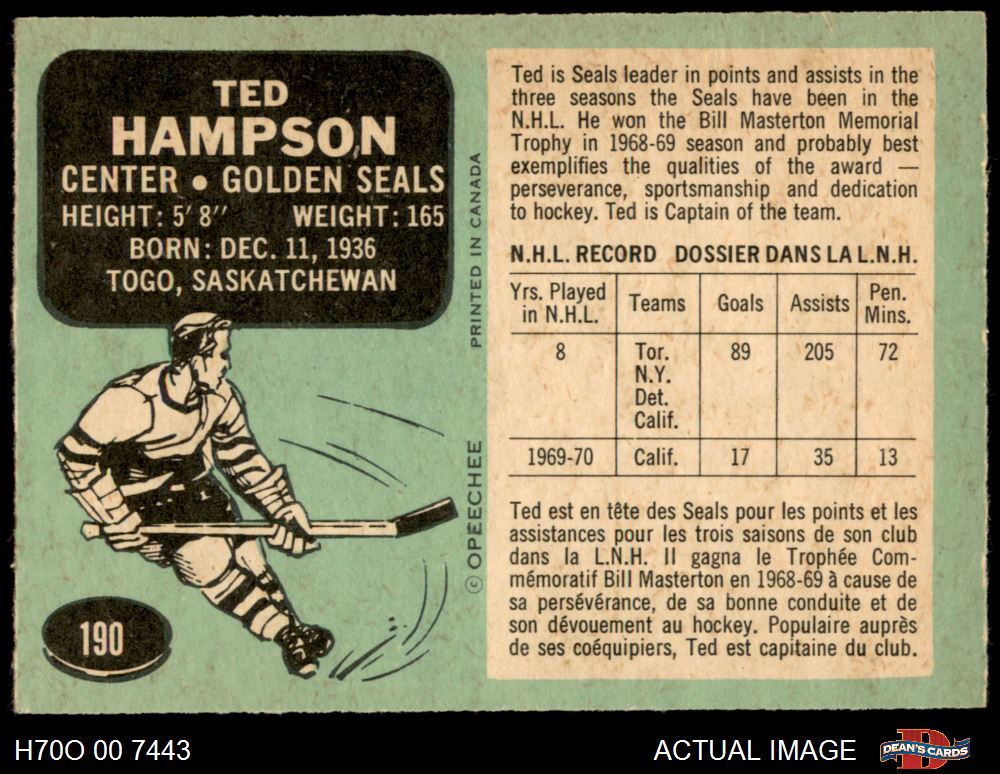 TED
HAMPSON
CENTER • GOLDEN SEALS
HEIGHT: 5′ 8″ WEIGHT: 165
BORN: DEC. 11, 1936
TOGO, SASKATCHEWAN
190
© OPEECHEE PRINTED IN CANADA
Ted is Seals leader in points and assists in the
three seasons the Seals have been in the
N.H.L. He won the Bill Masterton Memorial
Trophy in 1968-69 season and probably best
exemplifies the qualities of the award —
perseverance, sportsmanship and dedication
to hockey. Ted is Captain of the team.
N.H.L. RECORD DOSSIER DANS LA L.N.H.
Yrs. Played in N.H.L. Teams Goals Assists Pen. Mins.
8 Tor. 89 205 72
N.Y.
Det.
Calif.
1969-70 Calif. 17 35 13
Ted est en tête des Seals pour les points et les
assistances pour les trois saisons de son club
dans la L.N.H. Il gagna le Trophée Com-
mémoratif Bill Masterton en 1968-69 à cause de
sa persévérance, de sa bonne conduite et de
son dévouement au hockey. Populaire auprès
de ses coéquipiers, Ted est capitaine du club.
H70O 00 7443
ACTUAL IMAGE
D
DEAN'S CARDS